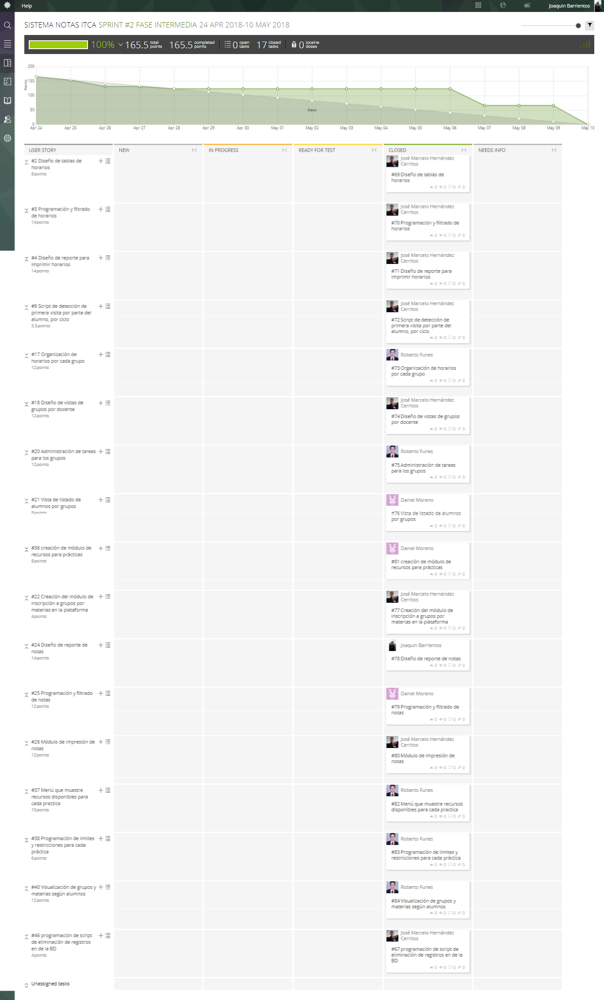 Help
Joaquin Barrientos
SISTEMA NOTAS ITCA SPRINT #2 FASE INTERMEDIA 24 APR 2018-10 MAY 2018
100% 165.5 total points 165.5 completed points 0 open tasks 17 closed tasks 0 iocaine doses
200
150
100
50
0
Points
Days
Apr 24 Apr 25 Apr 26 Apr 27 Apr 28 Apr 29 Apr 30 May 01 May 02 May 03 May 04 May 05 May 06 May 07 May 08 May 09 May 10
USER STORY NEW IN PROGRESS READY FOR TEST CLOSED NEEDS INFO
#2 Diseño de tablas de
horarios
8points
José Marcelo Hernández
Cerritos
#69 Diseño de tablas de
horarios
0 0 0 0
#3 Programación y filtrado
de horarios
14points
José Marcelo Hernández
Cerritos
#70 Programación y filtrado de
horarios
0 0 0 0
#4 Diseño de reporte para
imprimir horarios
14points
José Marcelo Hernández
Cerritos
#71 Diseño de reporte para
imprimir horarios
0 0 0 0
#9 Script de detección de
primera visita por parte del
alumno, por ciclo
3.5points
José Marcelo Hernández
Cerritos
#72 Script de detección de
primera visita por parte del
alumno, por ciclo
0 0 0 0
#17 Organización de
horarios por cada grupo
12points
Roberto Funes
#73 Organización de horarios
por cada grupo
0 0 0 0
#18 Diseño de vistas de
grupos por docente
12points
José Marcelo Hernández
Cerritos
#74 Diseño de vistas de grupos
por docente
0 0 0 0
#20 Administración de tareas
para los grupos
12points
Roberto Funes
#75 Administración de tareas
para los grupos
0 0 0 0
#21 Vista de listado de
alumnos por grupos
8points
Daniel Moreno
#76 Vista de listado de alumnos
por grupos
0 0 0 0
#36 creación de módulo de
recursos para prácticas
8points
Daniel Moreno
#81 creación de módulo de
recursos para prácticas
0 0 0 0
#22 Creación del módulo de
inscripción a grupos por
materias en la plataforma
4points
José Marcelo Hernández
Cerritos
#77 Creación del módulo de
inscripción a grupos por
materias en la plataforma
0 0 0 0
#24 Diseño de reporte de
notas
14points
Joaquin Barrientos
#78 Diseño de reporte de notas
0 0 0 0
#25 Programación y filtrado
de notas
12points
Daniel Moreno
#79 Programación y filtrado de
notas
0 0 0 0
#26 Módulo de impresión de
notas
12points
José Marcelo Hernández
Cerritos
#80 Módulo de impresión de
notas
0 0 0 0
#37 Menú que muestre
recursos disponibles para
cada practica
10points
Roberto Funes
#82 Menú que muestre recursos
disponibles para cada practica
0 0 0 0
#38 Programación de limites
y restricciones para cada
práctica
6points
Roberto Funes
#83 Programación de limites y
restricciones para cada práctica
0 0 0 0
#40 Visualización de grupos y
materias según alumnos
12points
Roberto Funes
#84 Visualización de grupos y
materias según alumnos
0 0 0 0
#46 programación de script
de eliminación de registros
en de la BD
4points
José Marcelo Hernández
Cerritos
#67 programación de script de
eliminación de registros en de la
BD
0 0 0 0
Unassigned tasks